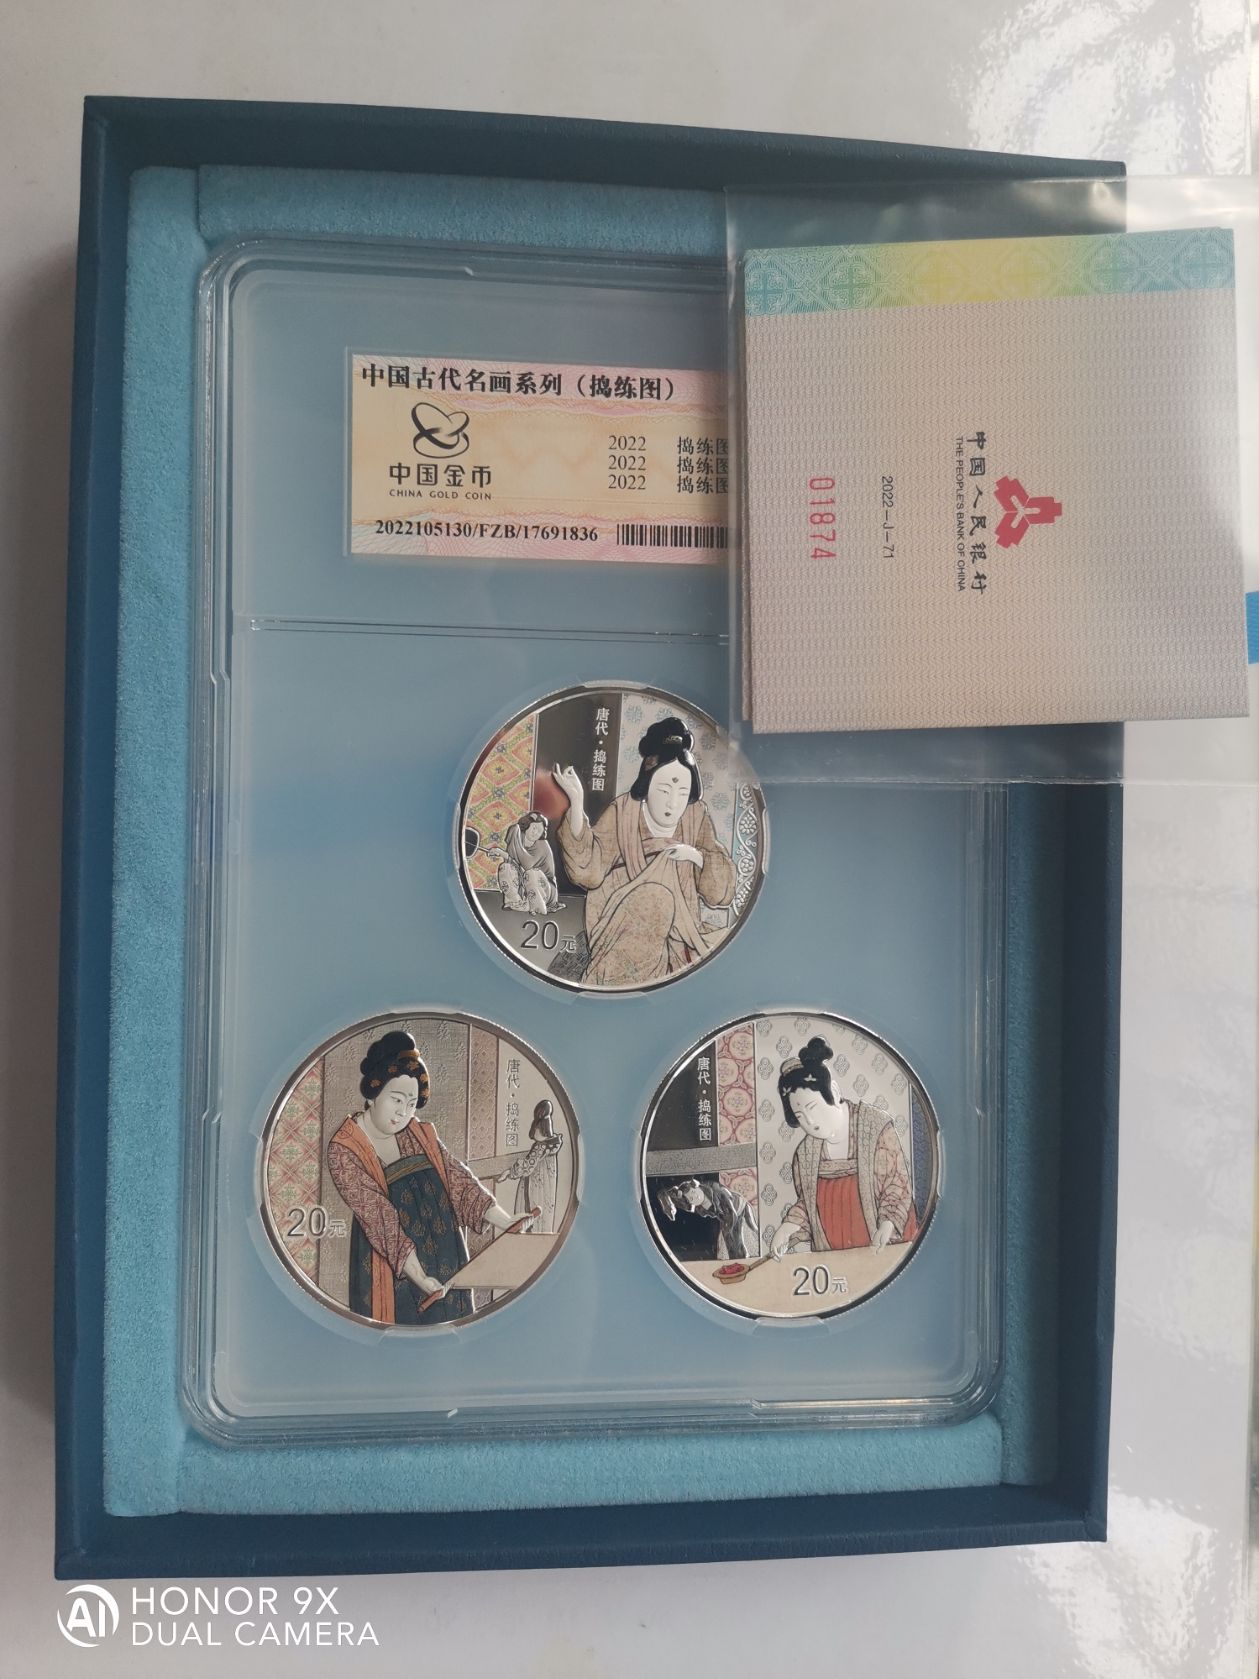 中国古代名画系列（捣练图）
中国金币
CHINA GOLD COIN
2022 捣练图
2022 捣练图
2022 捣练图
2022105130/FZB/17691836
中国人民银行
THE PEOPLE'S BANK OF CHINA
2022-J-71
01874
唐代·捣练图
20元
唐代·捣练图
20元
唐代·捣练图
20元
AI HONOR 9X
DUAL CAMERA